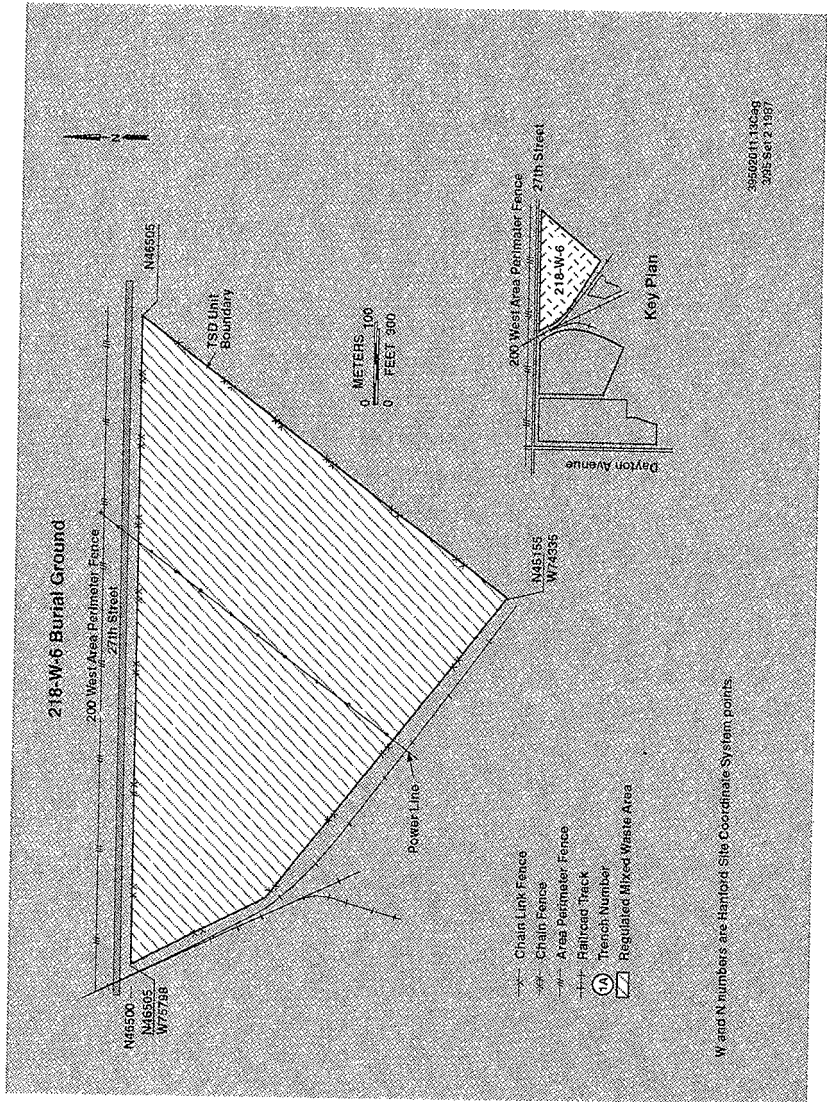 218-W-6 Burial Ground
200 West Area Perimeter Fence
27th Street
N46500
N46505
W75798
N46505
TSD Unit
Boundary
N
0 METERS 100
0 FEET 300
Power Line
N45155
W74335
Chain Link Fence
Chain Fence
Area Perimeter Fence
Railroad Track
1A Trench Number
Regulated Mixed Waste Area
200 West Area Perimeter Fence
27th Street
218-W-6
Dayton Avenue
Key Plan
W and N numbers are Hanford Site Coordinate System points.